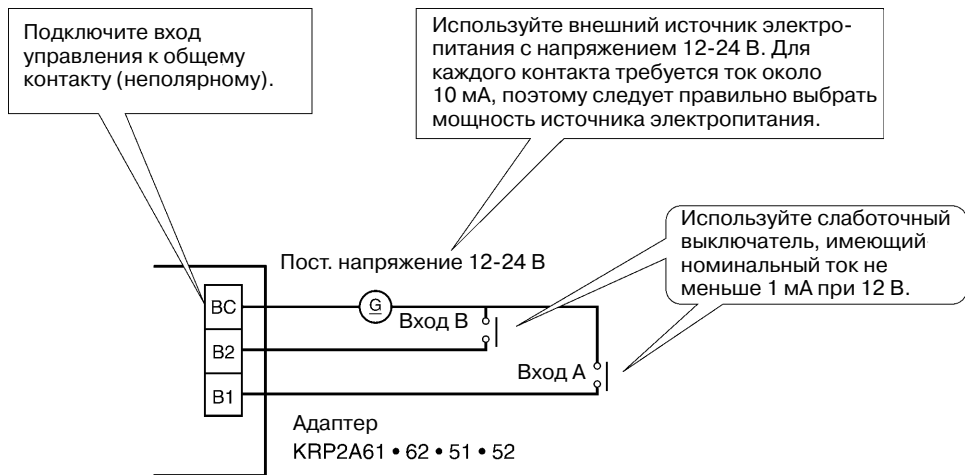 Подключите вход
управления к общему
контакту (неполярному).
Используйте внешний источник электро-
питания с напряжением 12-24 В. Для
каждого контакта требуется ток около
10 мА, поэтому следует правильно выбрать
мощность источника электропитания.
Используйте слаботочный
выключатель, имеющий
номинальный ток не
меньше 1 мА при 12 В.
Пост. напряжение 12-24 В
BC
G
Вход B
B2
Вход A
B1
Адаптер
KRP2A61 • 62 • 51 • 52